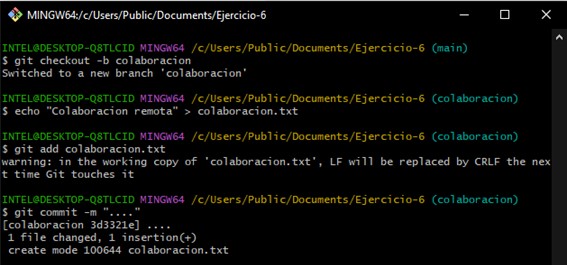 MINGW64:/c/Users/Public/Documents/Ejercicio-6
INTEL@DESKTOP-Q8TLCID MINGW64 /c/Users/Public/Documents/Ejercicio-6 (main)
$ git checkout -b colaboracion
Switched to a new branch 'colaboracion'
INTEL@DESKTOP-Q8TLCID MINGW64 /c/Users/Public/Documents/Ejercicio-6 (colaboracion)
$ echo "Colaboracion remota" > colaboracion.txt
INTEL@DESKTOP-Q8TLCID MINGW64 /c/Users/Public/Documents/Ejercicio-6 (colaboracion)
$ git add colaboracion.txt
warning: in the working copy of 'colaboracion.txt', LF will be replaced by CRLF the nex
t time Git touches it
INTEL@DESKTOP-Q8TLCID MINGW64 /c/Users/Public/Documents/Ejercicio-6 (colaboracion)
$ git commit -m "...."
[colaboracion 3d3321e] ....
 1 file changed, 1 insertion(+)
 create mode 100644 colaboracion.txt